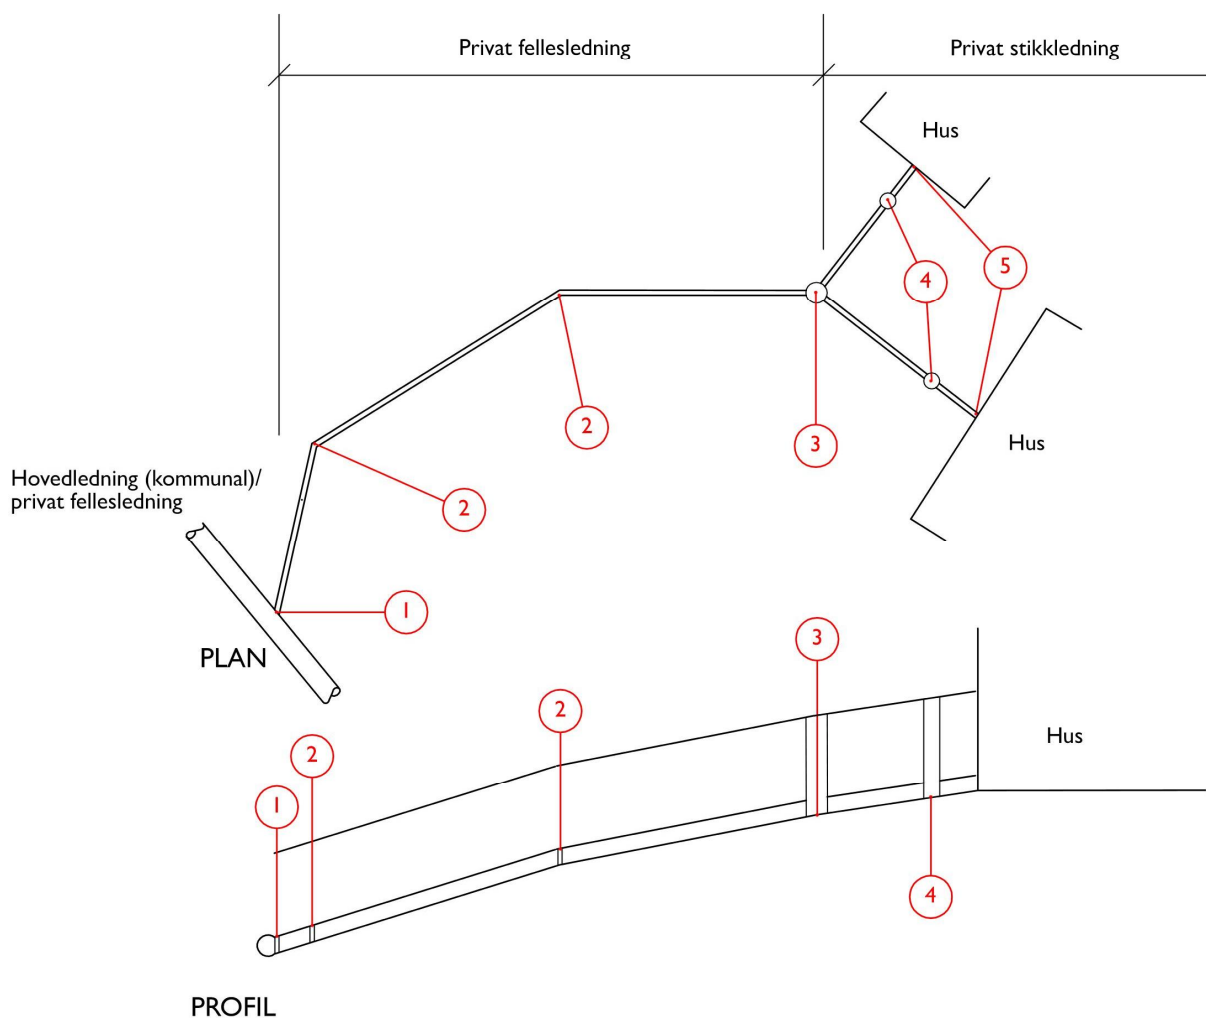 Privat fellesledning
Privat stikkledning
Hus
4
5
2
3
Hus
Hovedledning (kommunal)/
privat fellesledning
2
1
PLAN
3
2
2
Hus
1
4
PROFIL